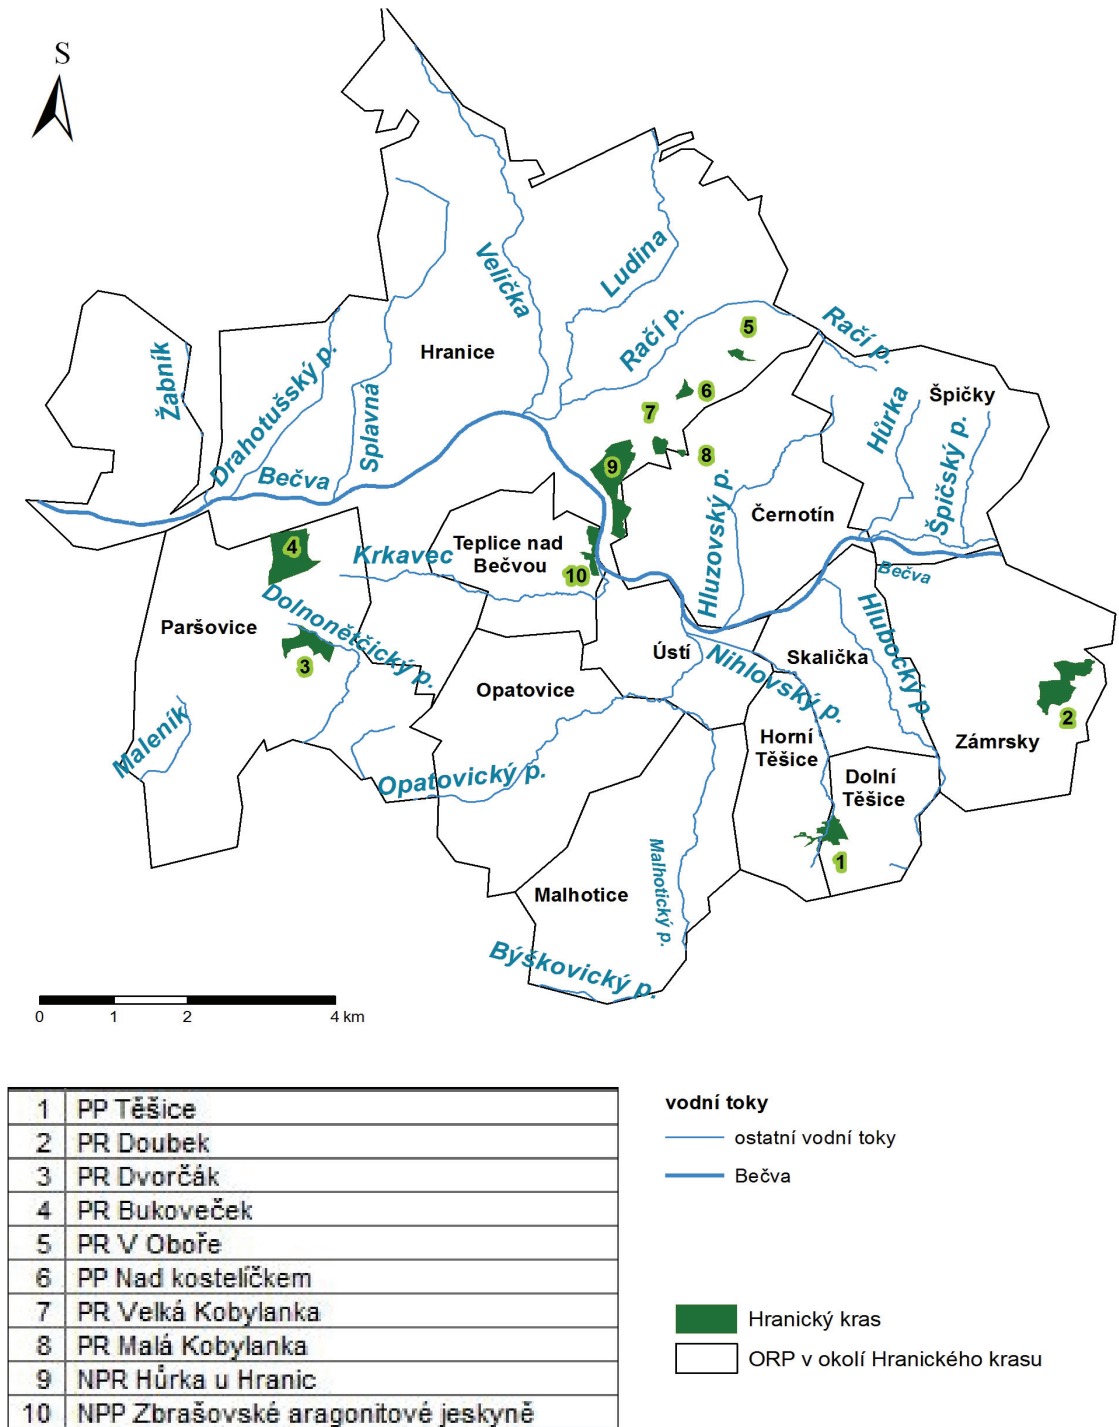 S
Velička
Ludina
Žabník
Drahotušský p.
Splavná
Hranice
Račí p.
5
Račí p.
Hůrka
Špičky
Špičský p.
6
7
8
9
Bečva
Hluzovský p.
Černotín
4
Krkavec
Teplice nad
Bečvou
10
Bečva
Paršovice
Dolnonětčický p.
3
Opatovice
Ústí
Nihlovský p.
Skalička
Hlubocký p.
2
Zámrsky
Maleník
Opatovický p.
Horní
Těšice
Dolní
Těšice
1
Malhotice
Malhotický p.
Býškovický p.
0 1 2 4 km
1 PP Těšice
2 PR Doubek
3 PR Dvorčák
4 PR Bukoveček
5 PR V Oboře
6 PP Nad kostelíčkem
7 PR Velká Kobylanka
8 PR Malá Kobylanka
9 NPR Hůrka u Hranic
10 NPP Zbrašovské aragonitové jeskyně
vodní toky
ostatní vodní toky
Bečva
Hranický kras
ORP v okolí Hranického krasu